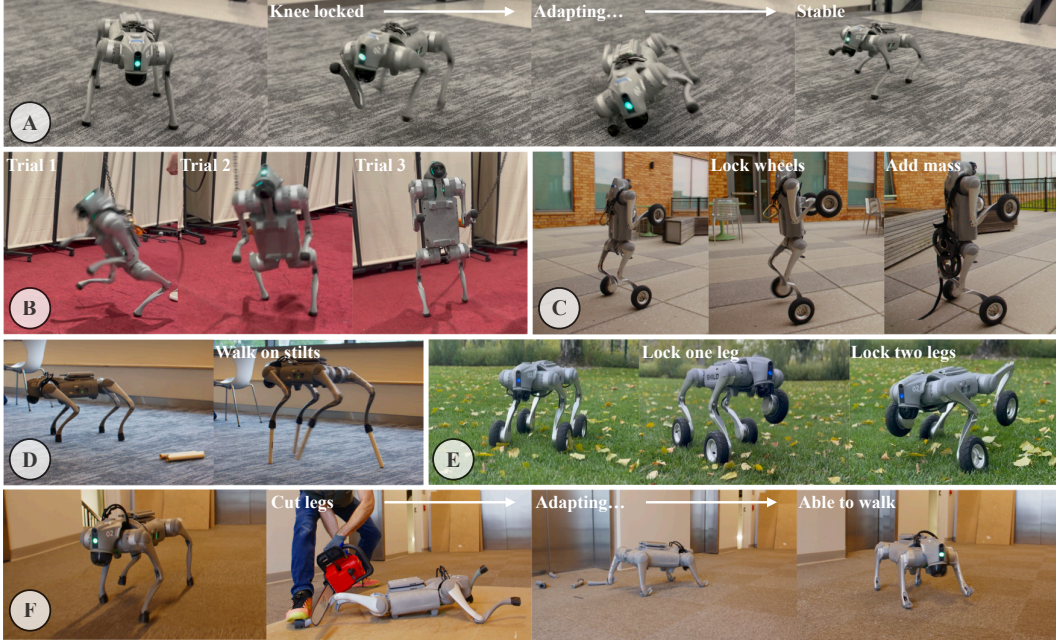 Knee locked
Adapting…
Stable
A
Trial 1
Trial 2
Trial 3
B
Lock wheels
Add mass
C
Walk on stilts
D
Lock one leg
Lock two legs
E
Cut legs
Adapting…
Able to walk
F